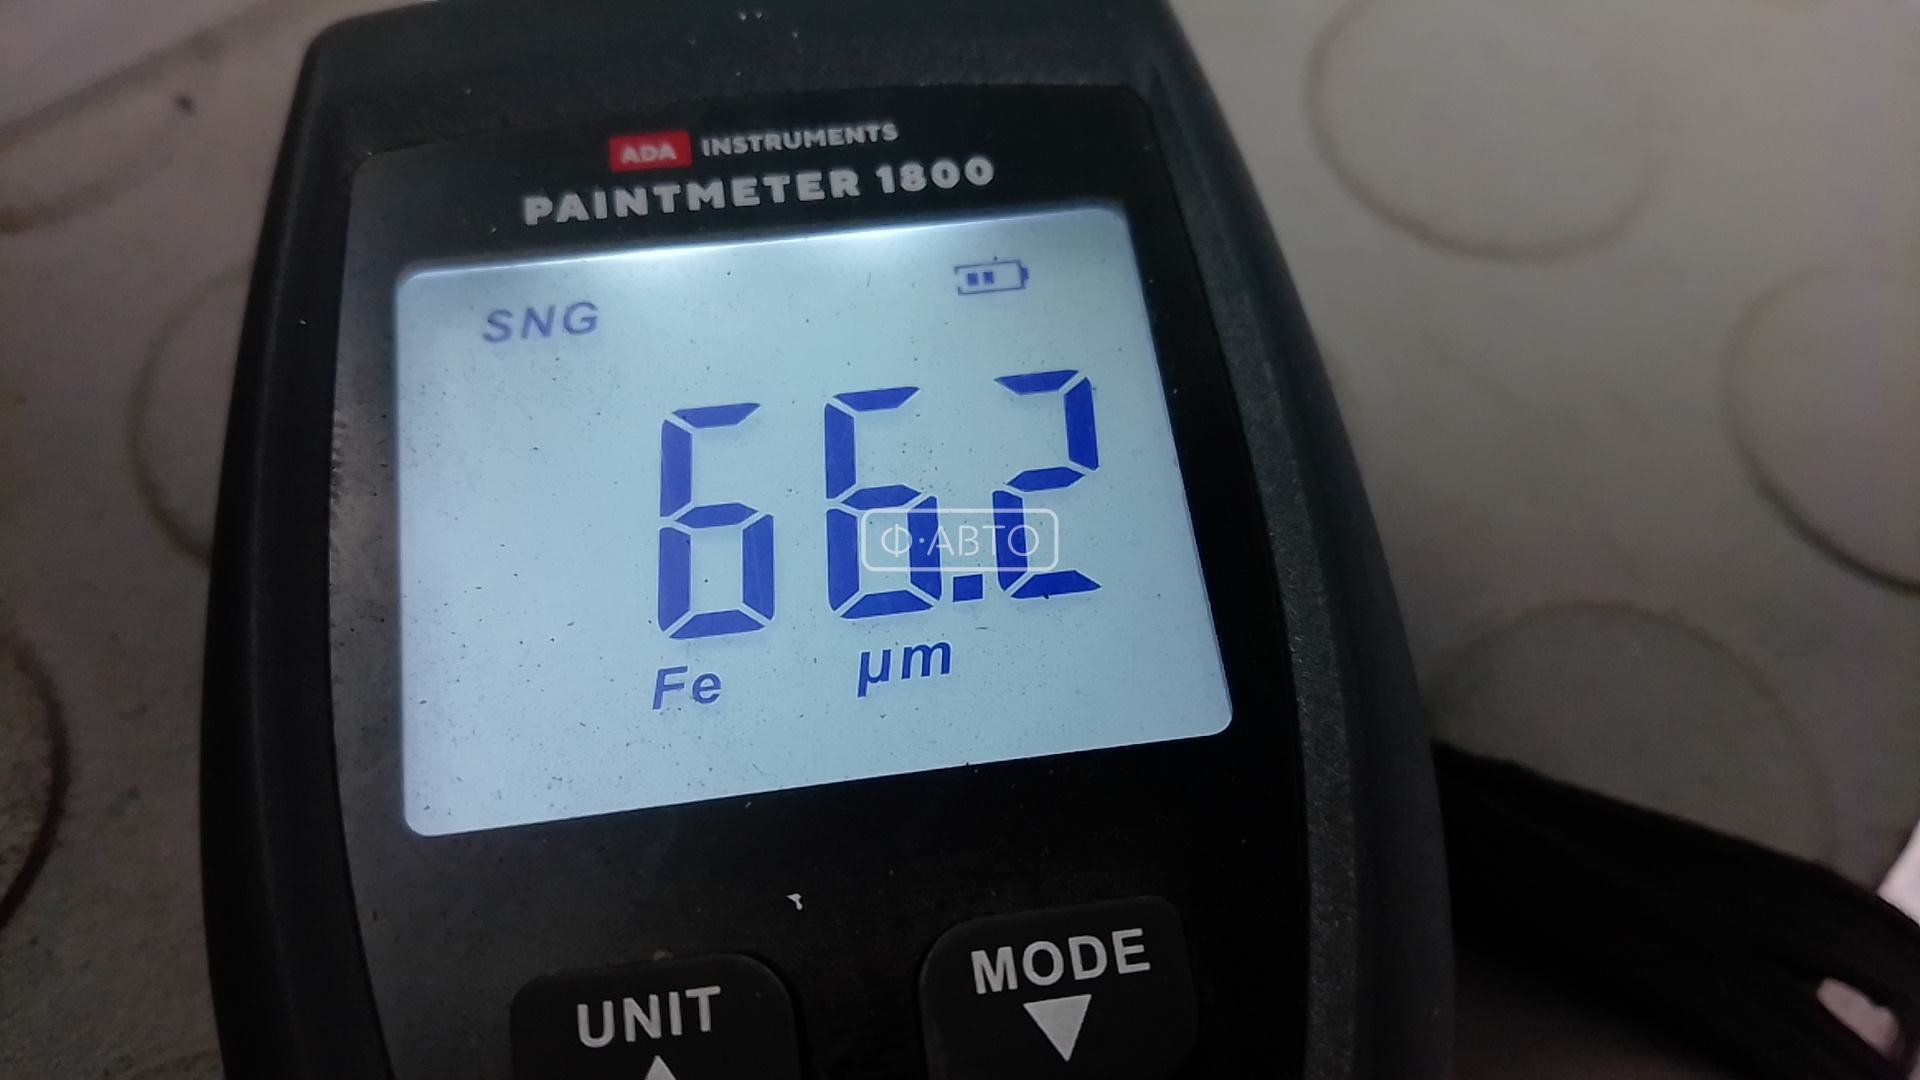 ADA INSTRUMENTS
PAINTMETER 1800
SNG
66.2
Ф·АВТО
Fe µm
UNIT
MODE